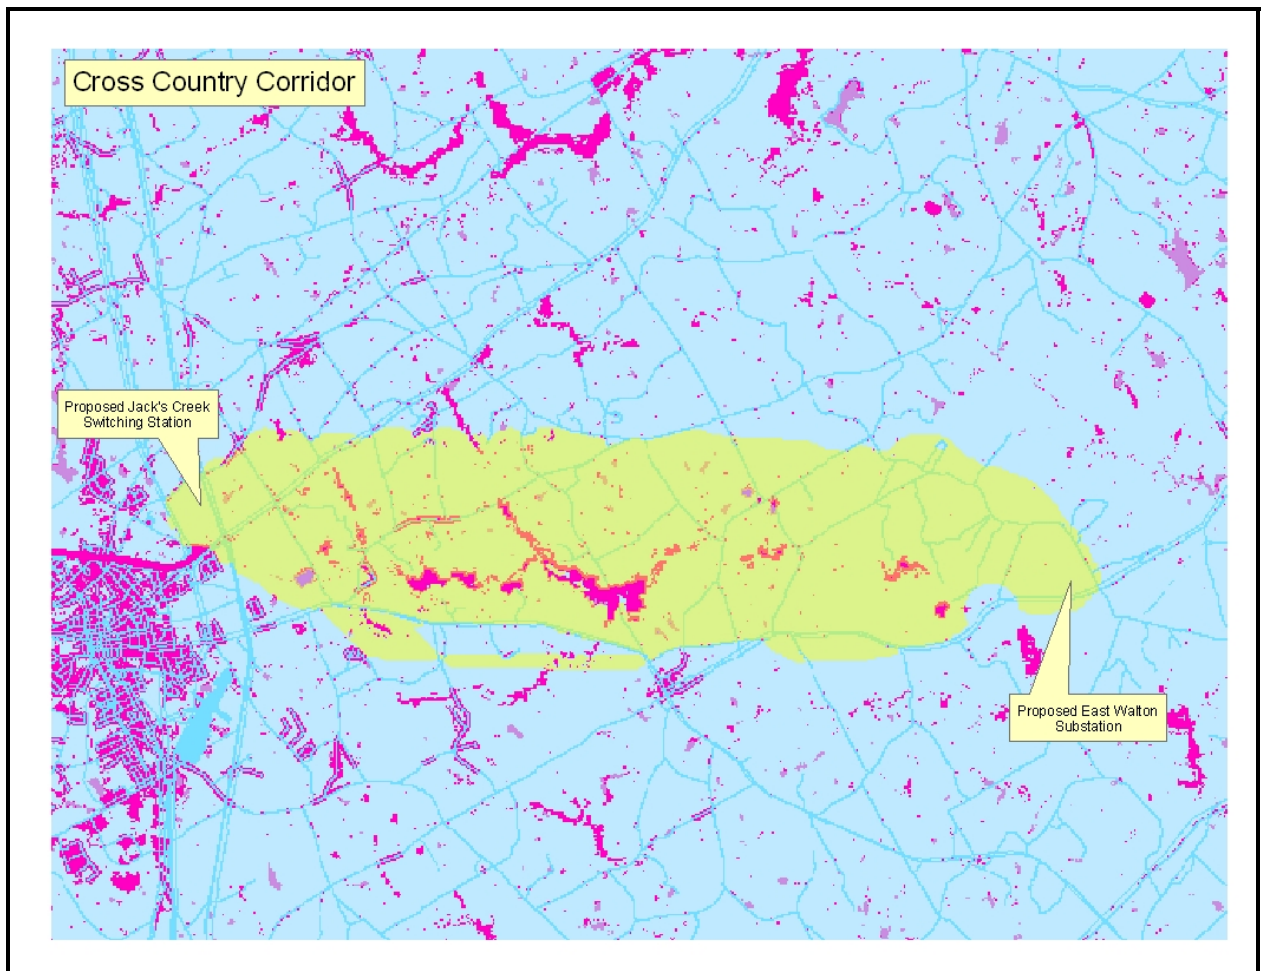 Cross Country Corridor
Proposed Jack's Creek
Switching Station
Proposed East Walton
Substation